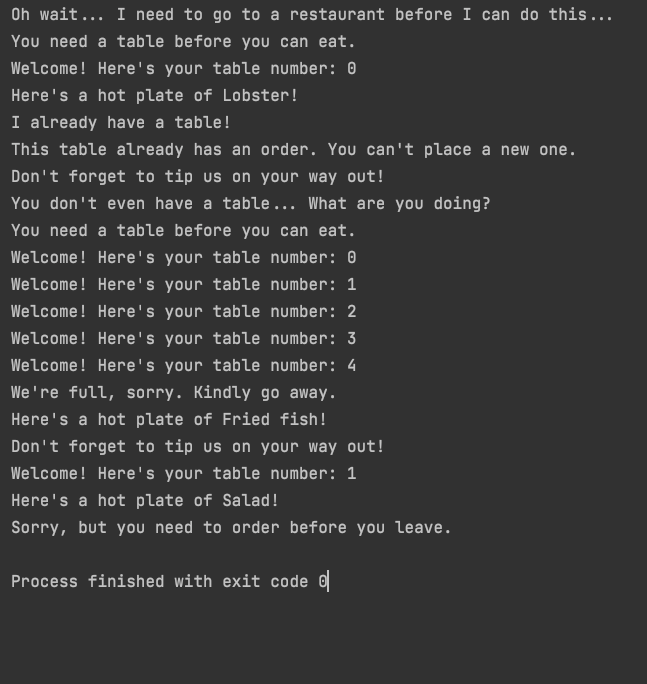 Oh wait... I need to go to a restaurant before I can do this...
You need a table before you can eat.
Welcome! Here's your table number: 0
Here's a hot plate of Lobster!
I already have a table!
This table already has an order. You can't place a new one.
Don't forget to tip us on your way out!
You don't even have a table... What are you doing?
You need a table before you can eat.
Welcome! Here's your table number: 0
Welcome! Here's your table number: 1
Welcome! Here's your table number: 2
Welcome! Here's your table number: 3
Welcome! Here's your table number: 4
We're full, sorry. Kindly go away.
Here's a hot plate of Fried fish!
Don't forget to tip us on your way out!
Welcome! Here's your table number: 1
Here's a hot plate of Salad!
Sorry, but you need to order before you leave.
Process finished with exit code 0